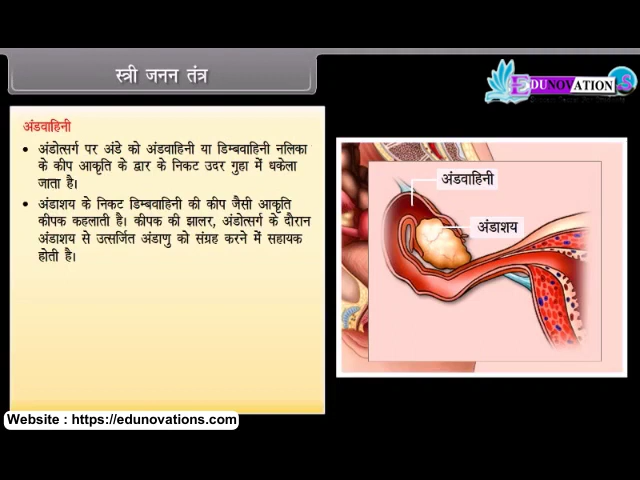 स्त्री जनन तंत्र
EDUNOVATIONS
अंडवाहिनी
• अंडोत्सर्ग पर अंडे को अंडवाहिनी या डिम्बवाहिनी नलिका
के कीप आकृति के द्वार के निकट उदर गुहा में धकेला
जाता है।
• अंडाशय के निकट डिम्बवाहिनी की कीप जैसी आकृति
कीपक कहलाती है। कीपक की झालर, अंडोत्सर्ग के दौरान
अंडाशय से उत्सर्जित अंडाणु को संग्रह करने में सहायक
होती है।
अंडवाहिनी
अंडाशय
Website : https://edunovations.com/